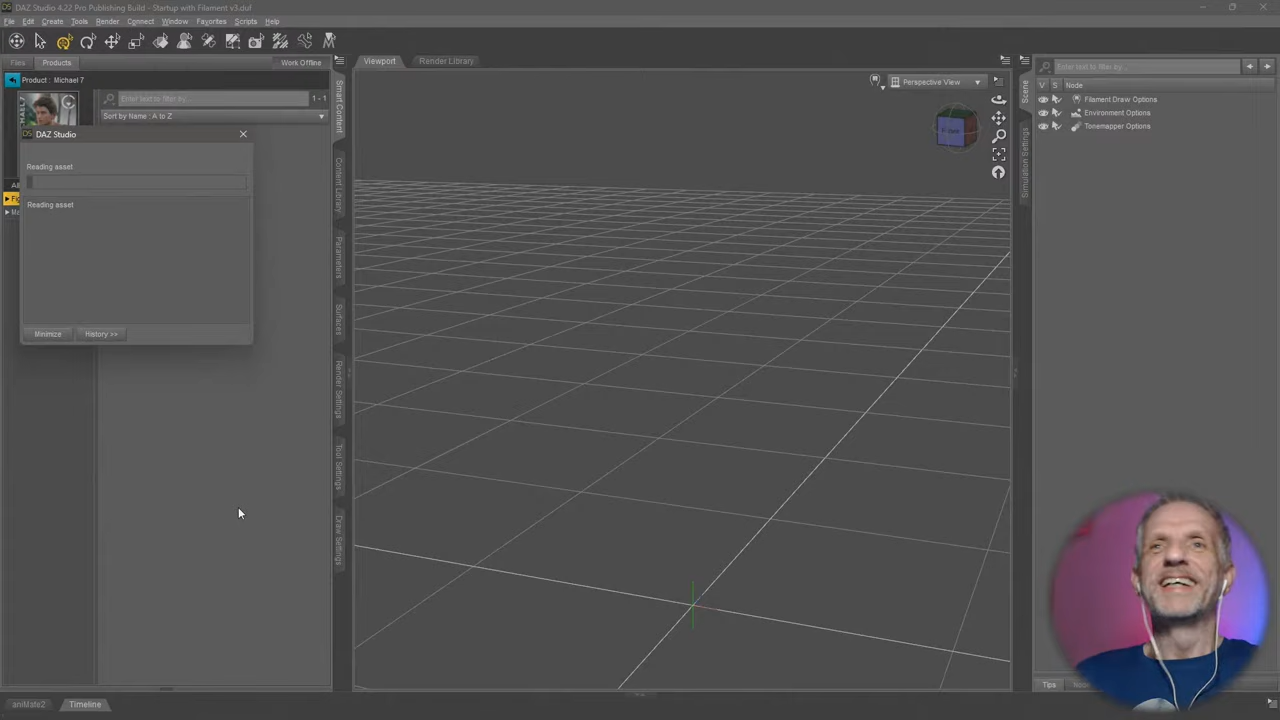 DAZ Studio 4.22 Pro Publishing Build - Startup with Filament v3.duf
File Edit Create Tools Render Connect Window Favorites Scripts Help
Files Products Work Offline
Viewport Render Library
Product : Michael 7
Enter text to filter by... 1 - 1
Sort by Name : A to Z
DAZ Studio
Reading asset
Reading asset
Minimize History >>
Smart Content
Content Library
Parameters
Surfaces
Render Settings
Tool Settings
Draw Settings
Perspective View
Scene
Simulation Settings
Enter text to filter by...
V S Node
Filament Draw Options
Environment Options
Tonemapper Options
Tips
aniMate2 Timeline